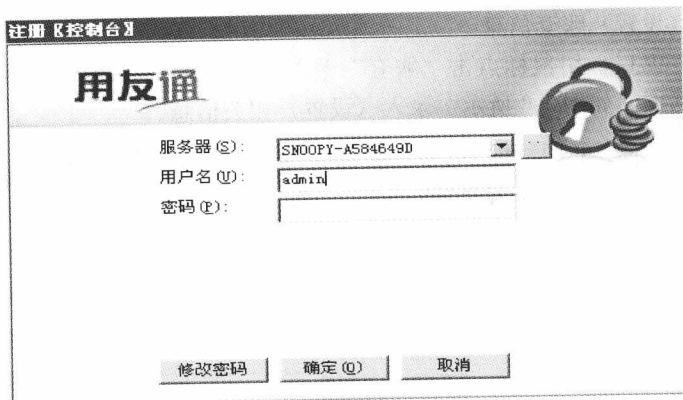 注册【控制台】
用友通
服务器(S): SNOOPY-A584649D
用户名(U): admin
密码(P):
修改密码 确定(O) 取消